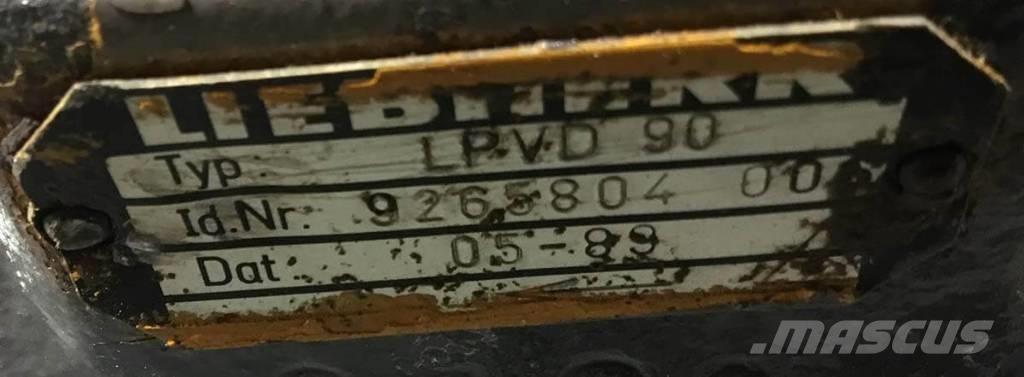 LIEBHERR
Typ. LPVD 90
Id.Nr. 9265804 00
Dat. 05-89
.MASCUS